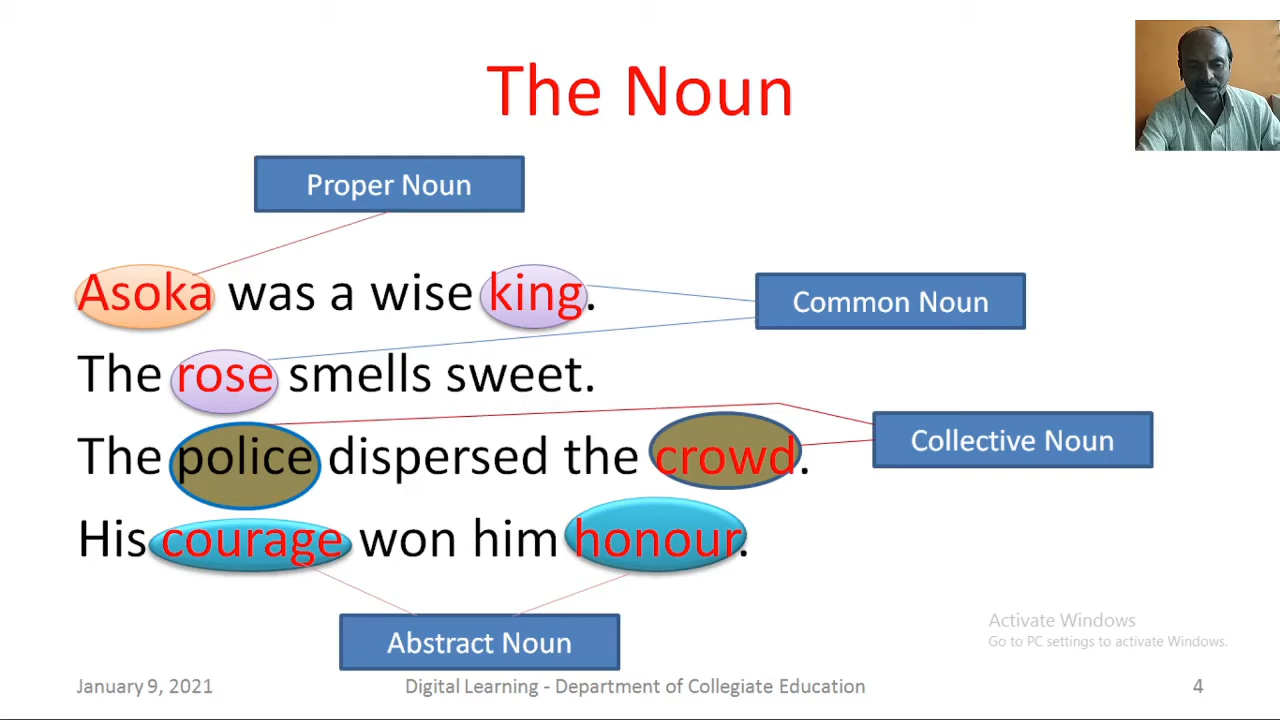 The Noun
Proper Noun
Asoka was a wise king.
Common Noun
The rose smells sweet.
The police dispersed the crowd.
Collective Noun
His courage won him honour.
Abstract Noun
Activate Windows
Go to PC settings to activate Windows.
January 9, 2021
Digital Learning - Department of Collegiate Education
4